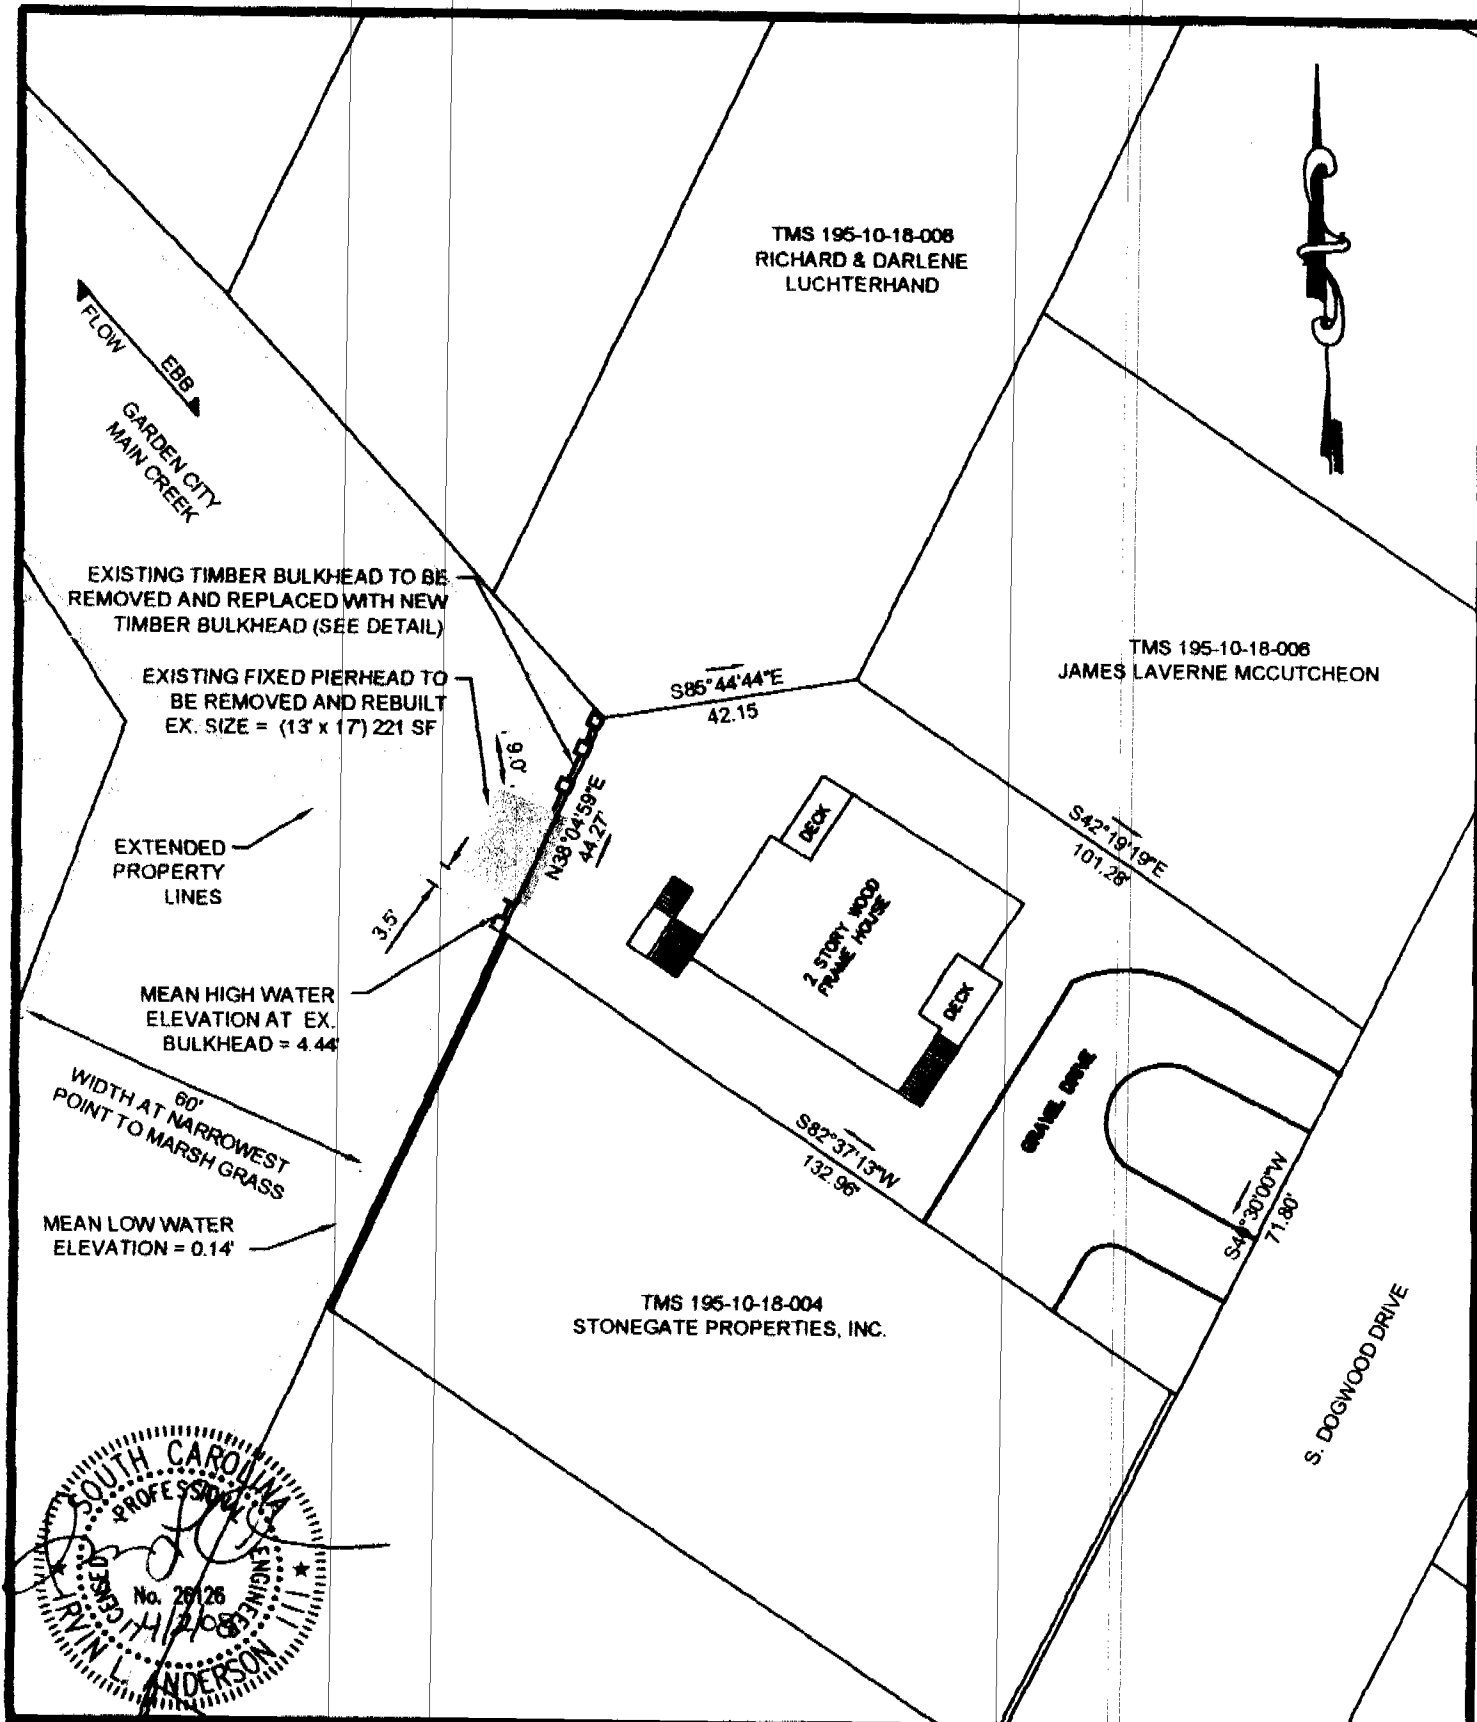 TMS 195-10-18-008
RICHARD & DARLENE
LUCHTERHAND
FLOW
EBB
GARDEN CITY
MAIN CREEK
EXISTING TIMBER BULKHEAD TO BE
REMOVED AND REPLACED WITH NEW
TIMBER BULKHEAD (SEE DETAIL)
EXISTING FIXED PIERHEAD TO
BE REMOVED AND REBUILT
EX. SIZE = (13' x 17') 221 SF
TMS 195-10-18-006
JAMES LAVERNE MCCUTCHEON
S85°44'44"E
42.15
9.0'
N38°04'59"E
44.27'
DECK
S42°19'19"E
101.28'
EXTENDED
PROPERTY
LINES
3.5'
2 STORY WOOD
FRAME HOUSE
DECK
MEAN HIGH WATER
ELEVATION AT EX.
BULKHEAD = 4.44'
GRAVEL DRIVE
60'
WIDTH AT NARROWEST
POINT TO MARSH GRASS
S82°37'13"W
132.96'
30'00"W
71.80'
MEAN LOW WATER
ELEVATION = 0.14'
TMS 195-10-18-004
STONEGATE PROPERTIES, INC.
S. DOGWOOD DRIVE
SOUTH CAROLINA
PROFESSIONAL
ENGINEER
No. 26126
IRVIN L. ANDERSON